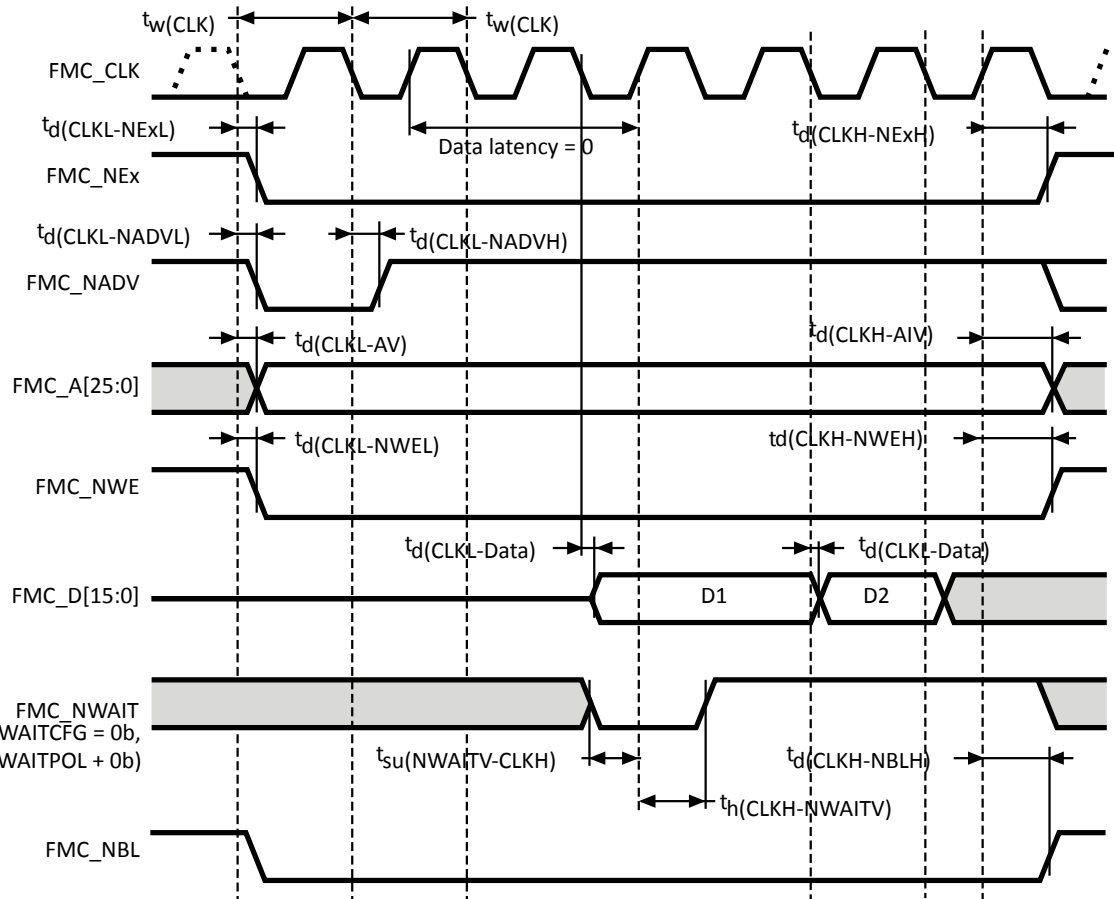 tw(CLK) tw(CLK)
FMC_CLK
td(CLKL-NExL) Data latency = 0 td(CLKH-NExH)
FMC_NEx
td(CLKL-NADVL) td(CLKL-NADVH)
FMC_NADV
td(CLKL-AV) td(CLKH-AIV)
FMC_A[25:0]
td(CLKL-NWEL) td(CLKH-NWEH)
FMC_NWE
td(CLKL-Data) td(CLKL-Data)
FMC_D[15:0] D1 D2
FMC_NWAIT
WAITCFG = 0b,
WAITPOL + 0b)
tsu(NWAITV-CLKH) td(CLKH-NBLH)
th(CLKH-NWAITV)
FMC_NBL